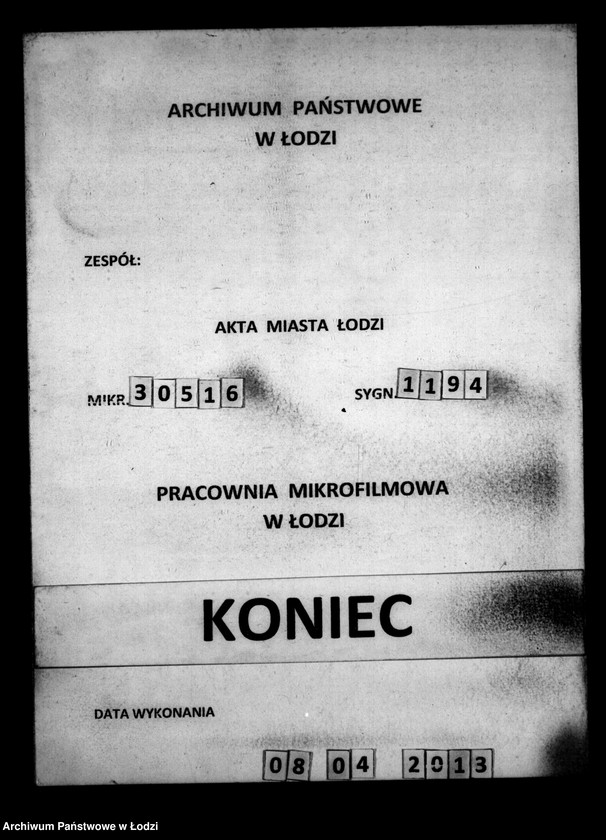 ARCHIWUM PAŃSTWOWE
W ŁODZI
ZESPÓŁ:
AKTA MIASTA ŁODZI
MIKR. 30516 SYGN. 1194
PRACOWNIA MIKROFILMOWA
W ŁODZI
KONIEC
DATA WYKONANIA
08 04 2013
Archiwum Państwowe w Łodzi